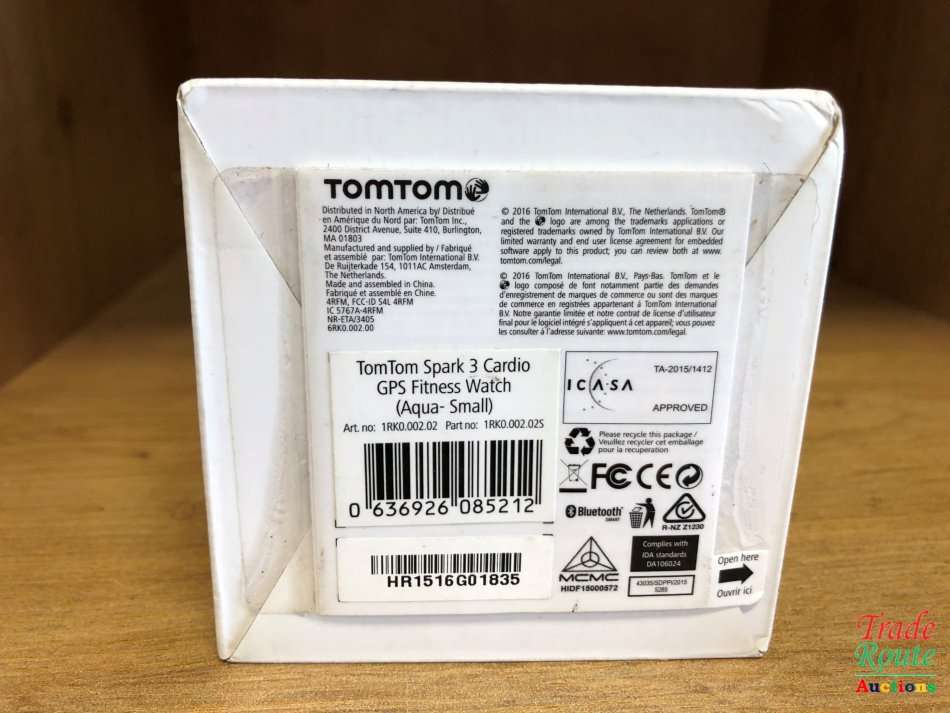 TOMTOM
Distributed in North America by/ Distribué
en Amérique du Nord par: TomTom Inc.,
2400 District Avenue, Suite 410, Burlington,
MA 01803
Manufactured and supplied by / Fabriqué
et assemblé par: TomTom International B.V.
De Ruijterkade 154, 1011AC Amsterdam,
The Netherlands.
Made and assembled in China.
Fabriqué et assemblé en Chine.
4RFM, FCC-ID S4L 4RFM
IC 5767A-4RFM
NR-ETA/3405
6RK0.002.00
© 2016 TomTom International B.V., The Netherlands. TomTom®
and the logo are among the trademarks applications or
registered trademarks owned by TomTom International B.V. Our
limited warranty and end user license agreement for embedded
software apply to this product; you can review both at www.
tomtom.com/legal.
© 2016 TomTom International B.V., Pays-Bas. TomTom et le
logo composé de font notamment partie des demandes
d'enregistrement de marques de commerce ou sont des marques
de commerce en registrées appartenant à TomTom International
B.V. Notre garantie limitée et notre contrat de license d'utilisateur
final pour le logiciel intégré s'appliquent à cet appareil; vous pouvez
les consulter à l'adresse suivante: www.tomtom.com/legal.
TomTom Spark 3 Cardio
GPS Fitness Watch
(Aqua- Small)
Art. no: 1RK0.002.02 Part no: 1RK0.002.02S
0 636926 085212
HR1516G01835
TA-2015/1412
ICASA
APPROVED
Please recycle this package /
Veuillez recycler cet emballage
pour la recuperation
FC CE
Bluetooth
SMART
R-NZ Z1230
MCMC
HIDF15000572
Complies with
IDA standards
DA106024
43035/SDPPI/2015
5285
Open here
Ouvrir ici
Trade
Route
Auctions